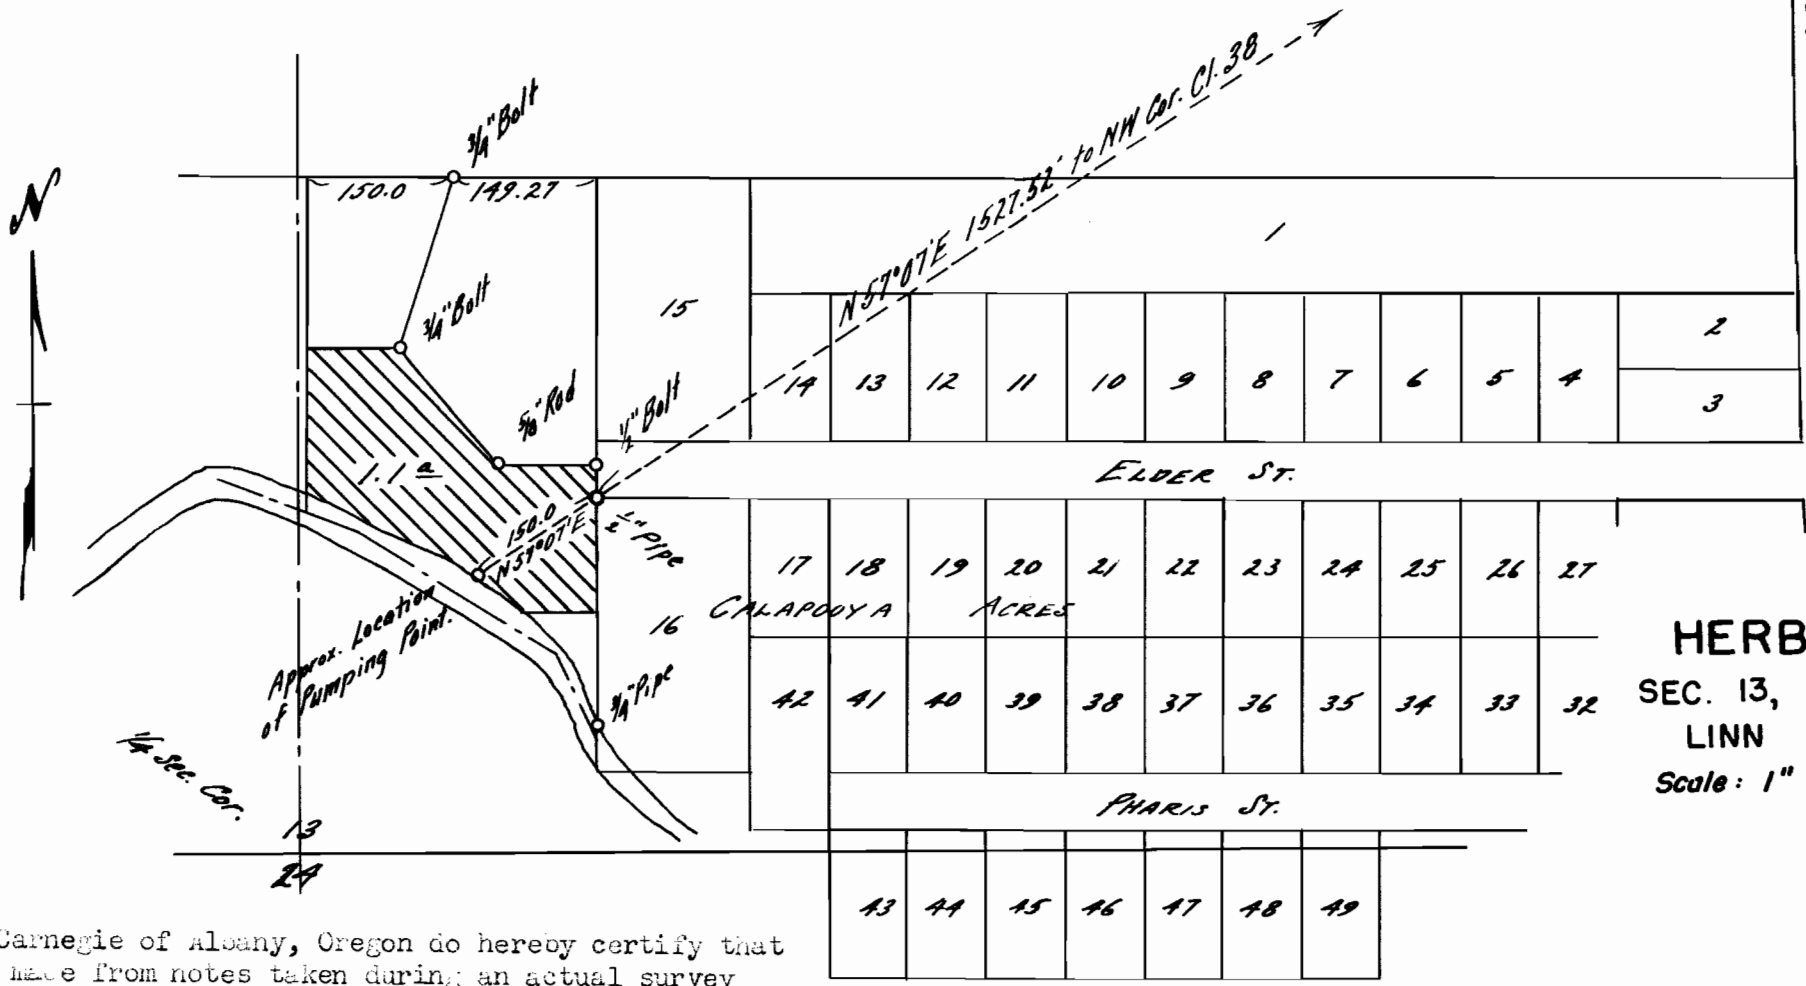 N
3/4" Bolt
150.0 149.27
N57°07'E 1527.52' to NW Cor. Cl. 38
1
3/4" Bolt
15
2
14 13 12 11 10 9 8 7 6 5 4
3
5/8" Rod
1/2" Bolt
1.1 a
ELDER ST.
150.0
N57°07'E
1/2" Pipe
17 18 19 20 21 22 23 24 25 26 27
16
CALAPOOYA ACRES
Approx. Location
of Pumping Point.
42 41 40 39 38 37 36 35 34 33 32
3/4" Pipe
HERB
SEC. 13,
LINN
Scale: 1"
1/4 Sec. Cor.
13
24
PHARIS ST.
43 44 45 46 47 48 49
Carnegie of Albany, Oregon do hereby certify that
made from notes taken during an actual survey